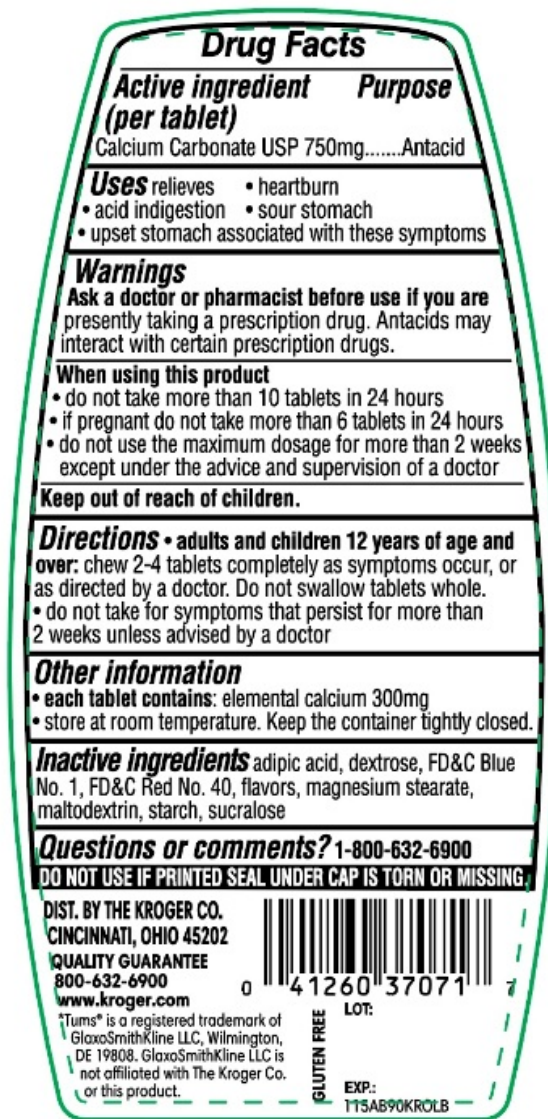 Drug Facts
Active ingredient Purpose
(per tablet)
Calcium Carbonate USP 750mg.......Antacid
Uses relieves • heartburn
• acid indigestion • sour stomach
• upset stomach associated with these symptoms
Warnings
Ask a doctor or pharmacist before use if you are
presently taking a prescription drug. Antacids may
interact with certain prescription drugs.
When using this product
• do not take more than 10 tablets in 24 hours
• if pregnant do not take more than 6 tablets in 24 hours
• do not use the maximum dosage for more than 2 weeks
except under the advice and supervision of a doctor
Keep out of reach of children.
Directions • adults and children 12 years of age and
over: chew 2-4 tablets completely as symptoms occur, or
as directed by a doctor. Do not swallow tablets whole.
• do not take for symptoms that persist for more than
2 weeks unless advised by a doctor
Other information
• each tablet contains: elemental calcium 300mg
• store at room temperature. Keep the container tightly closed.
Inactive ingredients adipic acid, dextrose, FD&C Blue
No. 1, FD&C Red No. 40, flavors, magnesium stearate,
maltodextrin, starch, sucralose
Questions or comments? 1-800-632-6900
DO NOT USE IF PRINTED SEAL UNDER CAP IS TORN OR MISSING
DIST. BY THE KROGER CO.
CINCINNATI, OHIO 45202
QUALITY GUARANTEE
800-632-6900
www.kroger.com
*Tums® is a registered trademark of
GlaxoSmithKline LLC, Wilmington,
DE 19808. GlaxoSmithKline LLC is
not affiliated with The Kroger Co.
or this product.
0 41260 37071 7
GLUTEN FREE
LOT:
EXP.:
115AB90KROLB